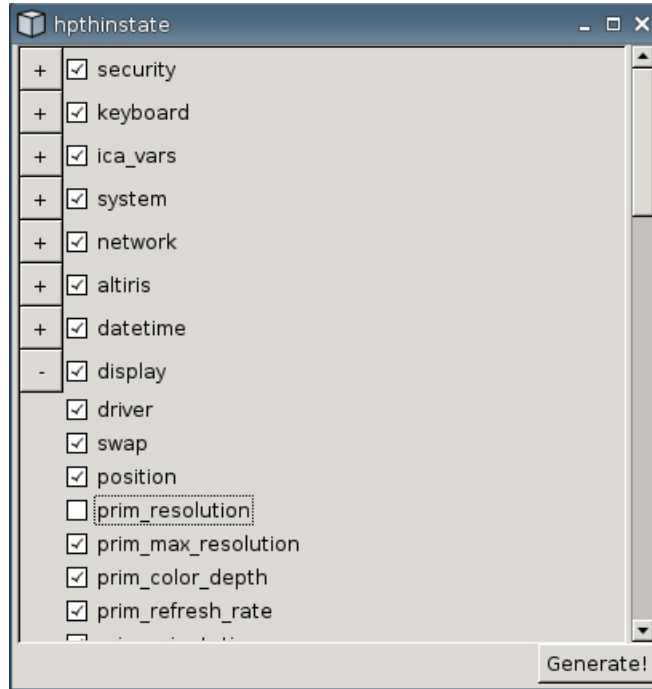 hpthinstate
+ security
+ keyboard
+ ica_vars
+ system
+ network
+ altiris
+ datetime
- display
driver
swap
position
prim_resolution
prim_max_resolution
prim_color_depth
prim_refresh_rate
Generate!